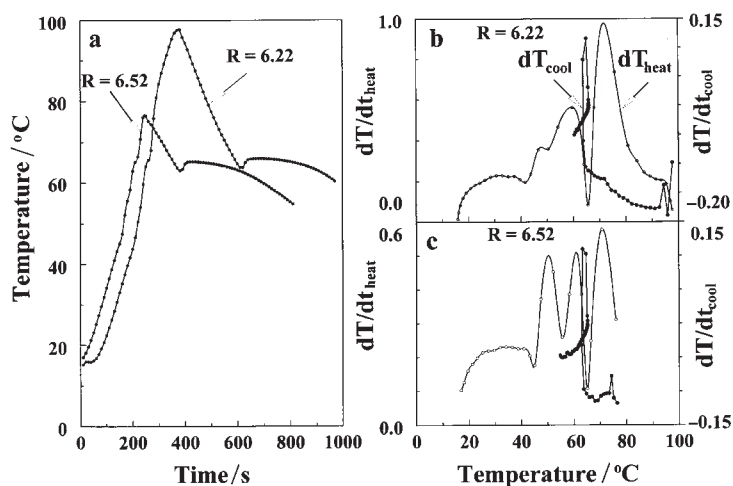 a
R = 6.52
R = 6.22
Temperature / °C
100
80
60
40
20
0
0 200 400 600 800 1000
Time/s
b
R = 6.22
dT_cool
dT_heat
dT/dt_heat
1.0
0.0
dT/dt_cool
0.15
−0.20
c
R = 6.52
dT/dt_heat
0.6
0.0
dT/dt_cool
0.15
−0.15
0 20 40 60 80 100
Temperature / °C